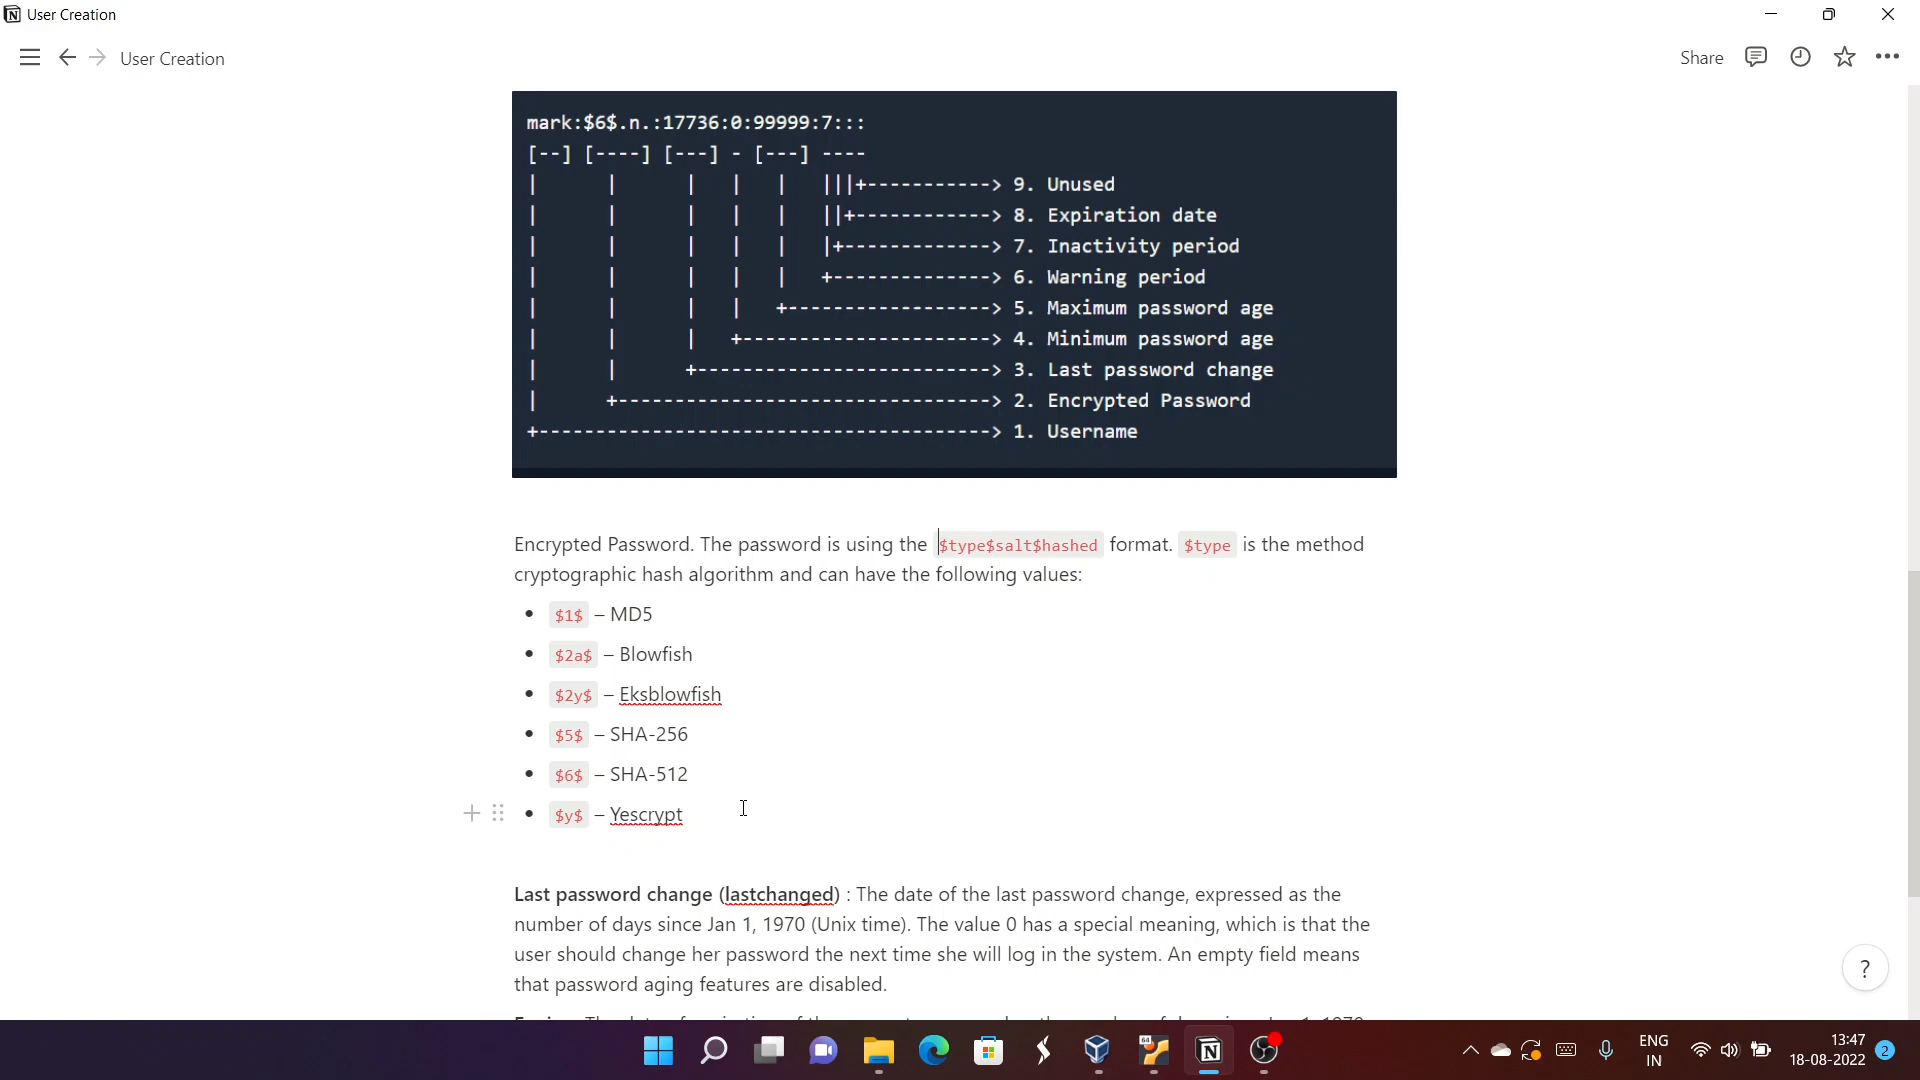 User Creation
User Creation
Share
mark:$6$.n.:17736:0:99999:7:::
[--] [----] [---] - [---] ----
|      |      |   |   |   |||+-----------> 9. Unused
|      |      |   |   |   ||+------------> 8. Expiration date
|      |      |   |   |   |+-------------> 7. Inactivity period
|      |      |   |   |   +--------------> 6. Warning period
|      |      |   |   +------------------> 5. Maximum password age
|      |      |   +----------------------> 4. Minimum password age
|      |      +--------------------------> 3. Last password change
|      +---------------------------------> 2. Encrypted Password
+----------------------------------------> 1. Username
Encrypted Password. The password is using the $type$salt$hashed format. $type is the method
cryptographic hash algorithm and can have the following values:
• $1$ – MD5
• $2a$ – Blowfish
• $2y$ – Eksblowfish
• $5$ – SHA-256
• $6$ – SHA-512
• $y$ – Yescrypt
Last password change (lastchanged) : The date of the last password change, expressed as the
number of days since Jan 1, 1970 (Unix time). The value 0 has a special meaning, which is that the
user should change her password the next time she will log in the system. An empty field means
that password aging features are disabled.
?
64
ENG
IN
13:47
18-08-2022
2